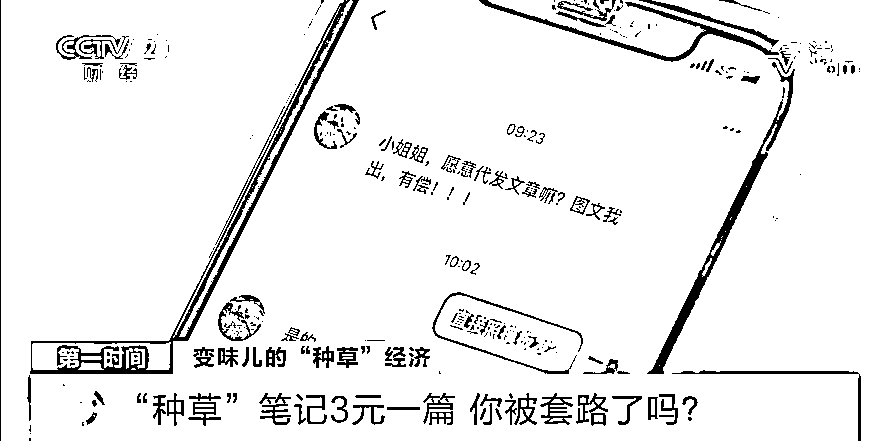 CCTV 2
财经
09:23
小姐姐，愿意代发文章嘛？图文我
出，有偿！！！
10:02
是的
第一时间
变味儿的“种草”经济
“种草”笔记3元一篇 你被套路了吗？